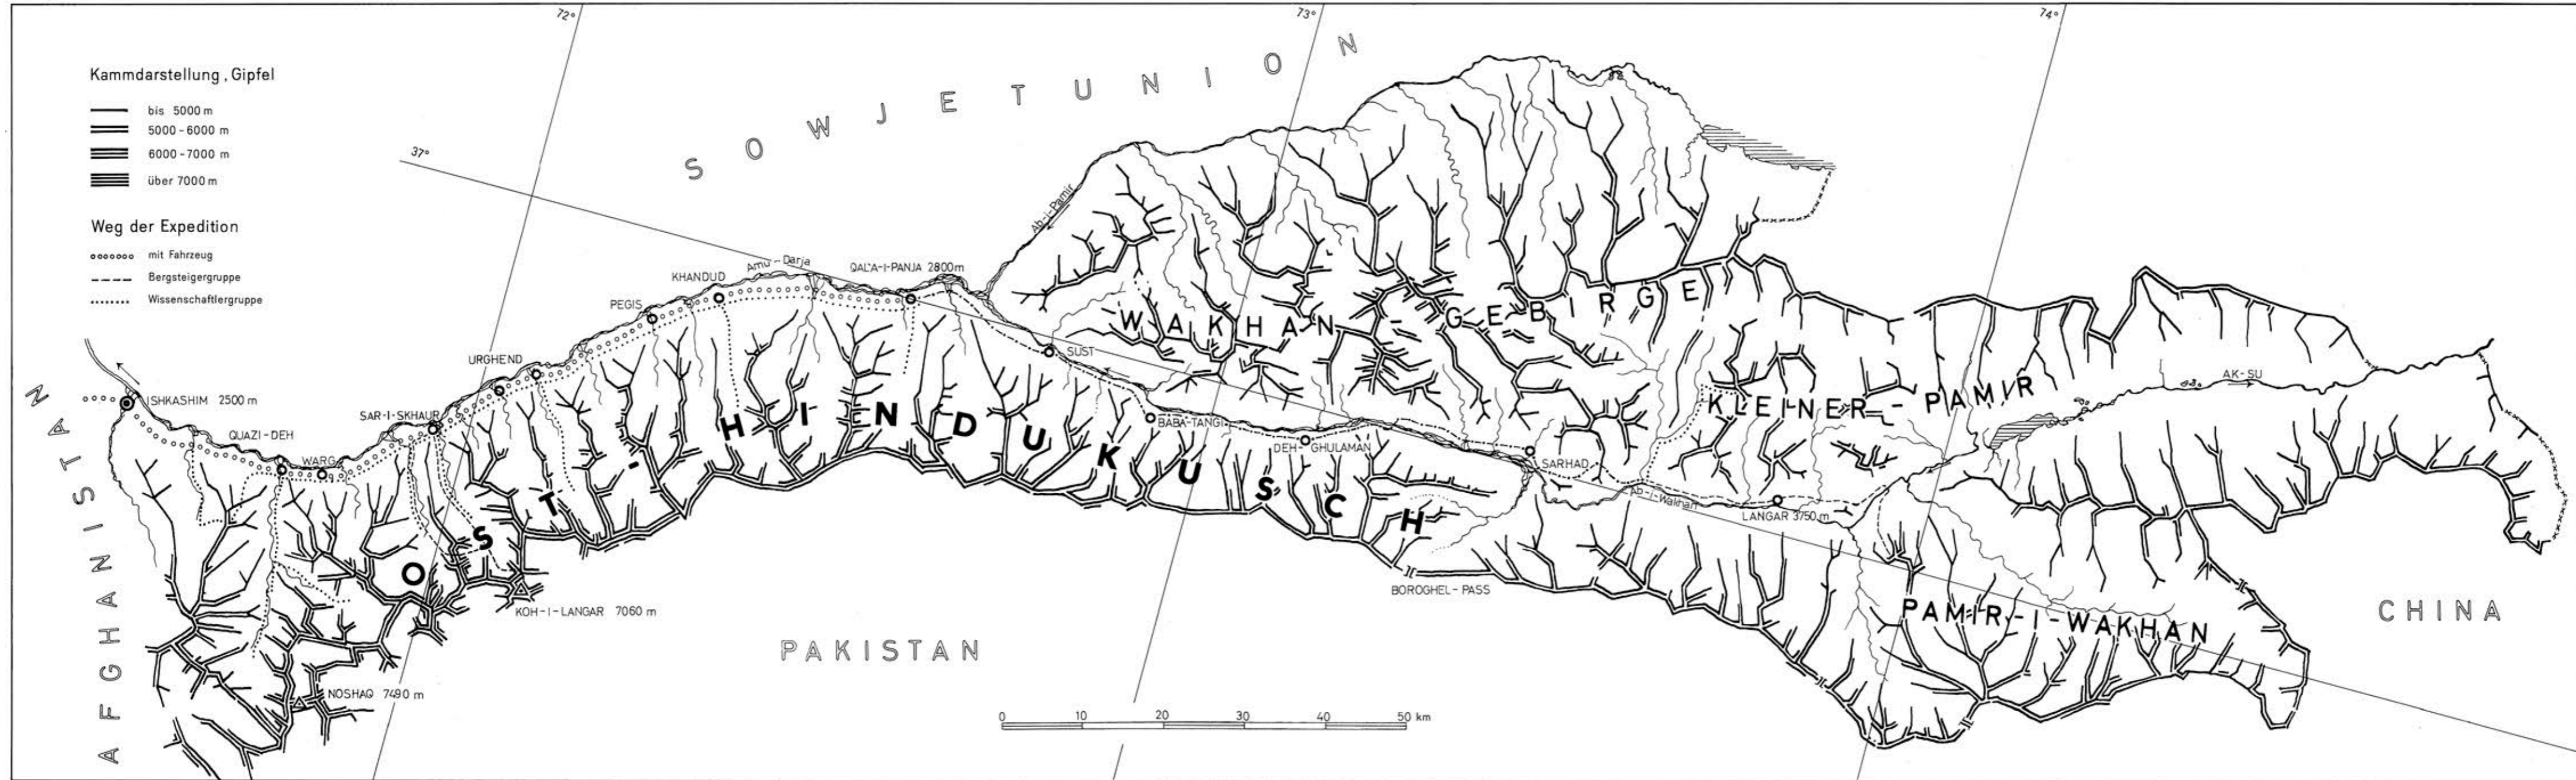 72°
73°
74°
Kammdarstellung, Gipfel
bis 5000 m
5000 - 6000 m
6000 - 7000 m
über 7000 m
Weg der Expedition
mit Fahrzeug
Bergsteigergruppe
Wissenschaftlergruppe
37°
SOWJETUNION
Ab-i-Pamir
Amu - Darja
QAL'A-I-PANJA 2800m
KHANDUD
PEGIS
URGHEND
SUST
WAKHAN - GEBIRGE
AFGHANISTAN
ISHKASHIM 2500 m
SAR-I-SKHAUR
QUAZI-DEH
WARG
OST - HINDUKUSCH
BABA-TANGI
DEH - GHULAMAN
SARHAD
KLEINER - PAMIR
AK-SU
Ab-i-Wakhan
LANGAR 3750 m
BOROGHEL - PASS
KOH-I-LANGAR 7060 m
PAMIR-I-WAKHAN
CHINA
PAKISTAN
NOSHAQ 7490 m
0 10 20 30 40 50 km